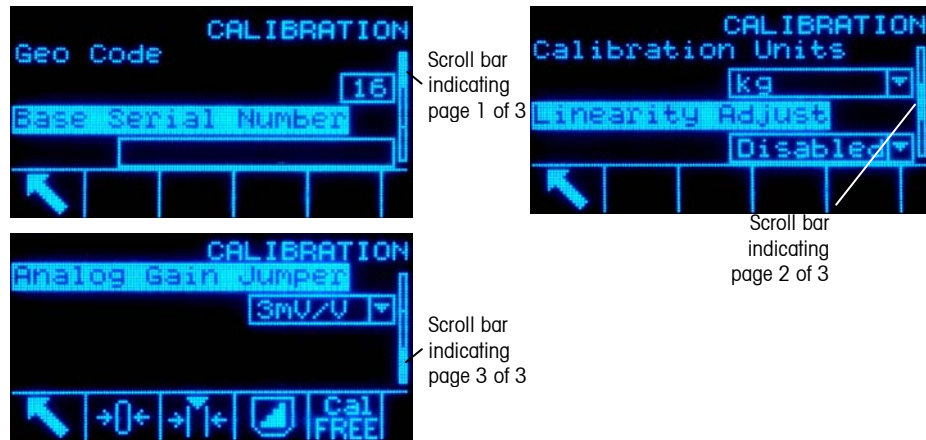 CALIBRATION
Geo Code
16
Base Serial Number
Scroll bar
indicating
page 1 of 3
CALIBRATION
Calibration Units
kg
Linearity Adjust
Disabled
Scroll bar
indicating
page 2 of 3
CALIBRATION
Analog Gain Jumper
3mV/V
Cal
FREE
Scroll bar
indicating
page 3 of 3